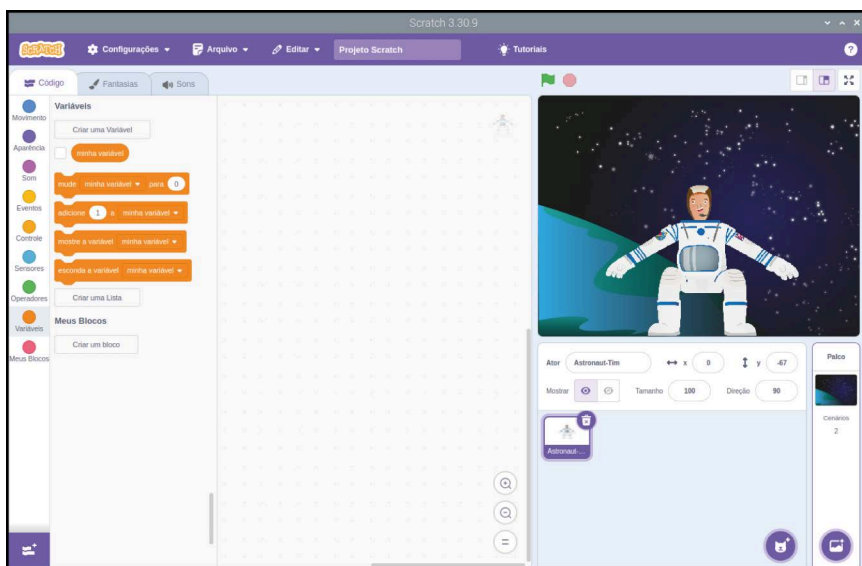 Scratch 3.30.9
SCRATCH Configurações Arquivo Editar Projeto Scratch Tutoriais ?
Código Fantasias Sons
Movimento
Aparência
Som
Eventos
Controle
Sensores
Operadores
Variáveis
Meus Blocos
Variáveis
Criar uma Variável
minha variável
mude minha variável para 0
adicione 1 a minha variável
mostre a variável minha variável
esconda a variável minha variável
Criar uma Lista
Meus Blocos
Criar um bloco
Ator Astronaut-Tim x 0 y -67
Mostrar Tamanho 100 Direção 90
Astronaut-...
Palco
Cenários
2